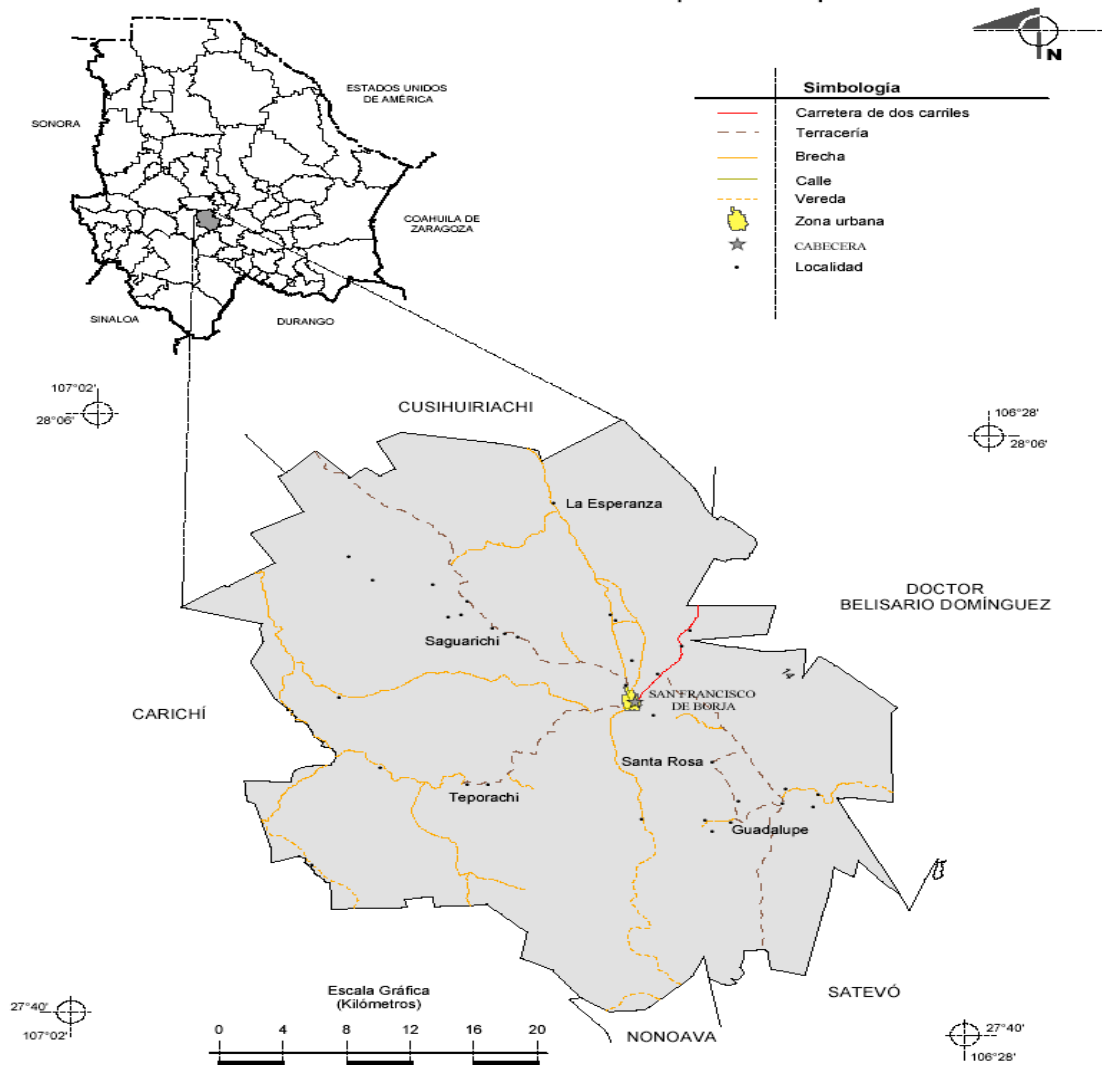 N
ESTADOS UNIDOS
DE AMÉRICA
SONORA
COAHUILA DE
ZARAGOZA
SINALOA
DURANGO
Simbología
Carretera de dos carriles
Terracería
Brecha
Calle
Vereda
Zona urbana
CABECERA
Localidad
107°02'
28°06'
106°28'
28°06'
CUSIHUIRIACHI
La Esperanza
DOCTOR
BELISARIO DOMÍNGUEZ
Saguarichi
CARICHÍ
SAN FRANCISCO
DE BORJA
Santa Rosa
Teporachi
Guadalupe
SATEVÓ
NONOAVA
27°40'
107°02'
27°40'
106°28'
Escala Gráfica
(Kilómetros)
0 4 8 12 16 20